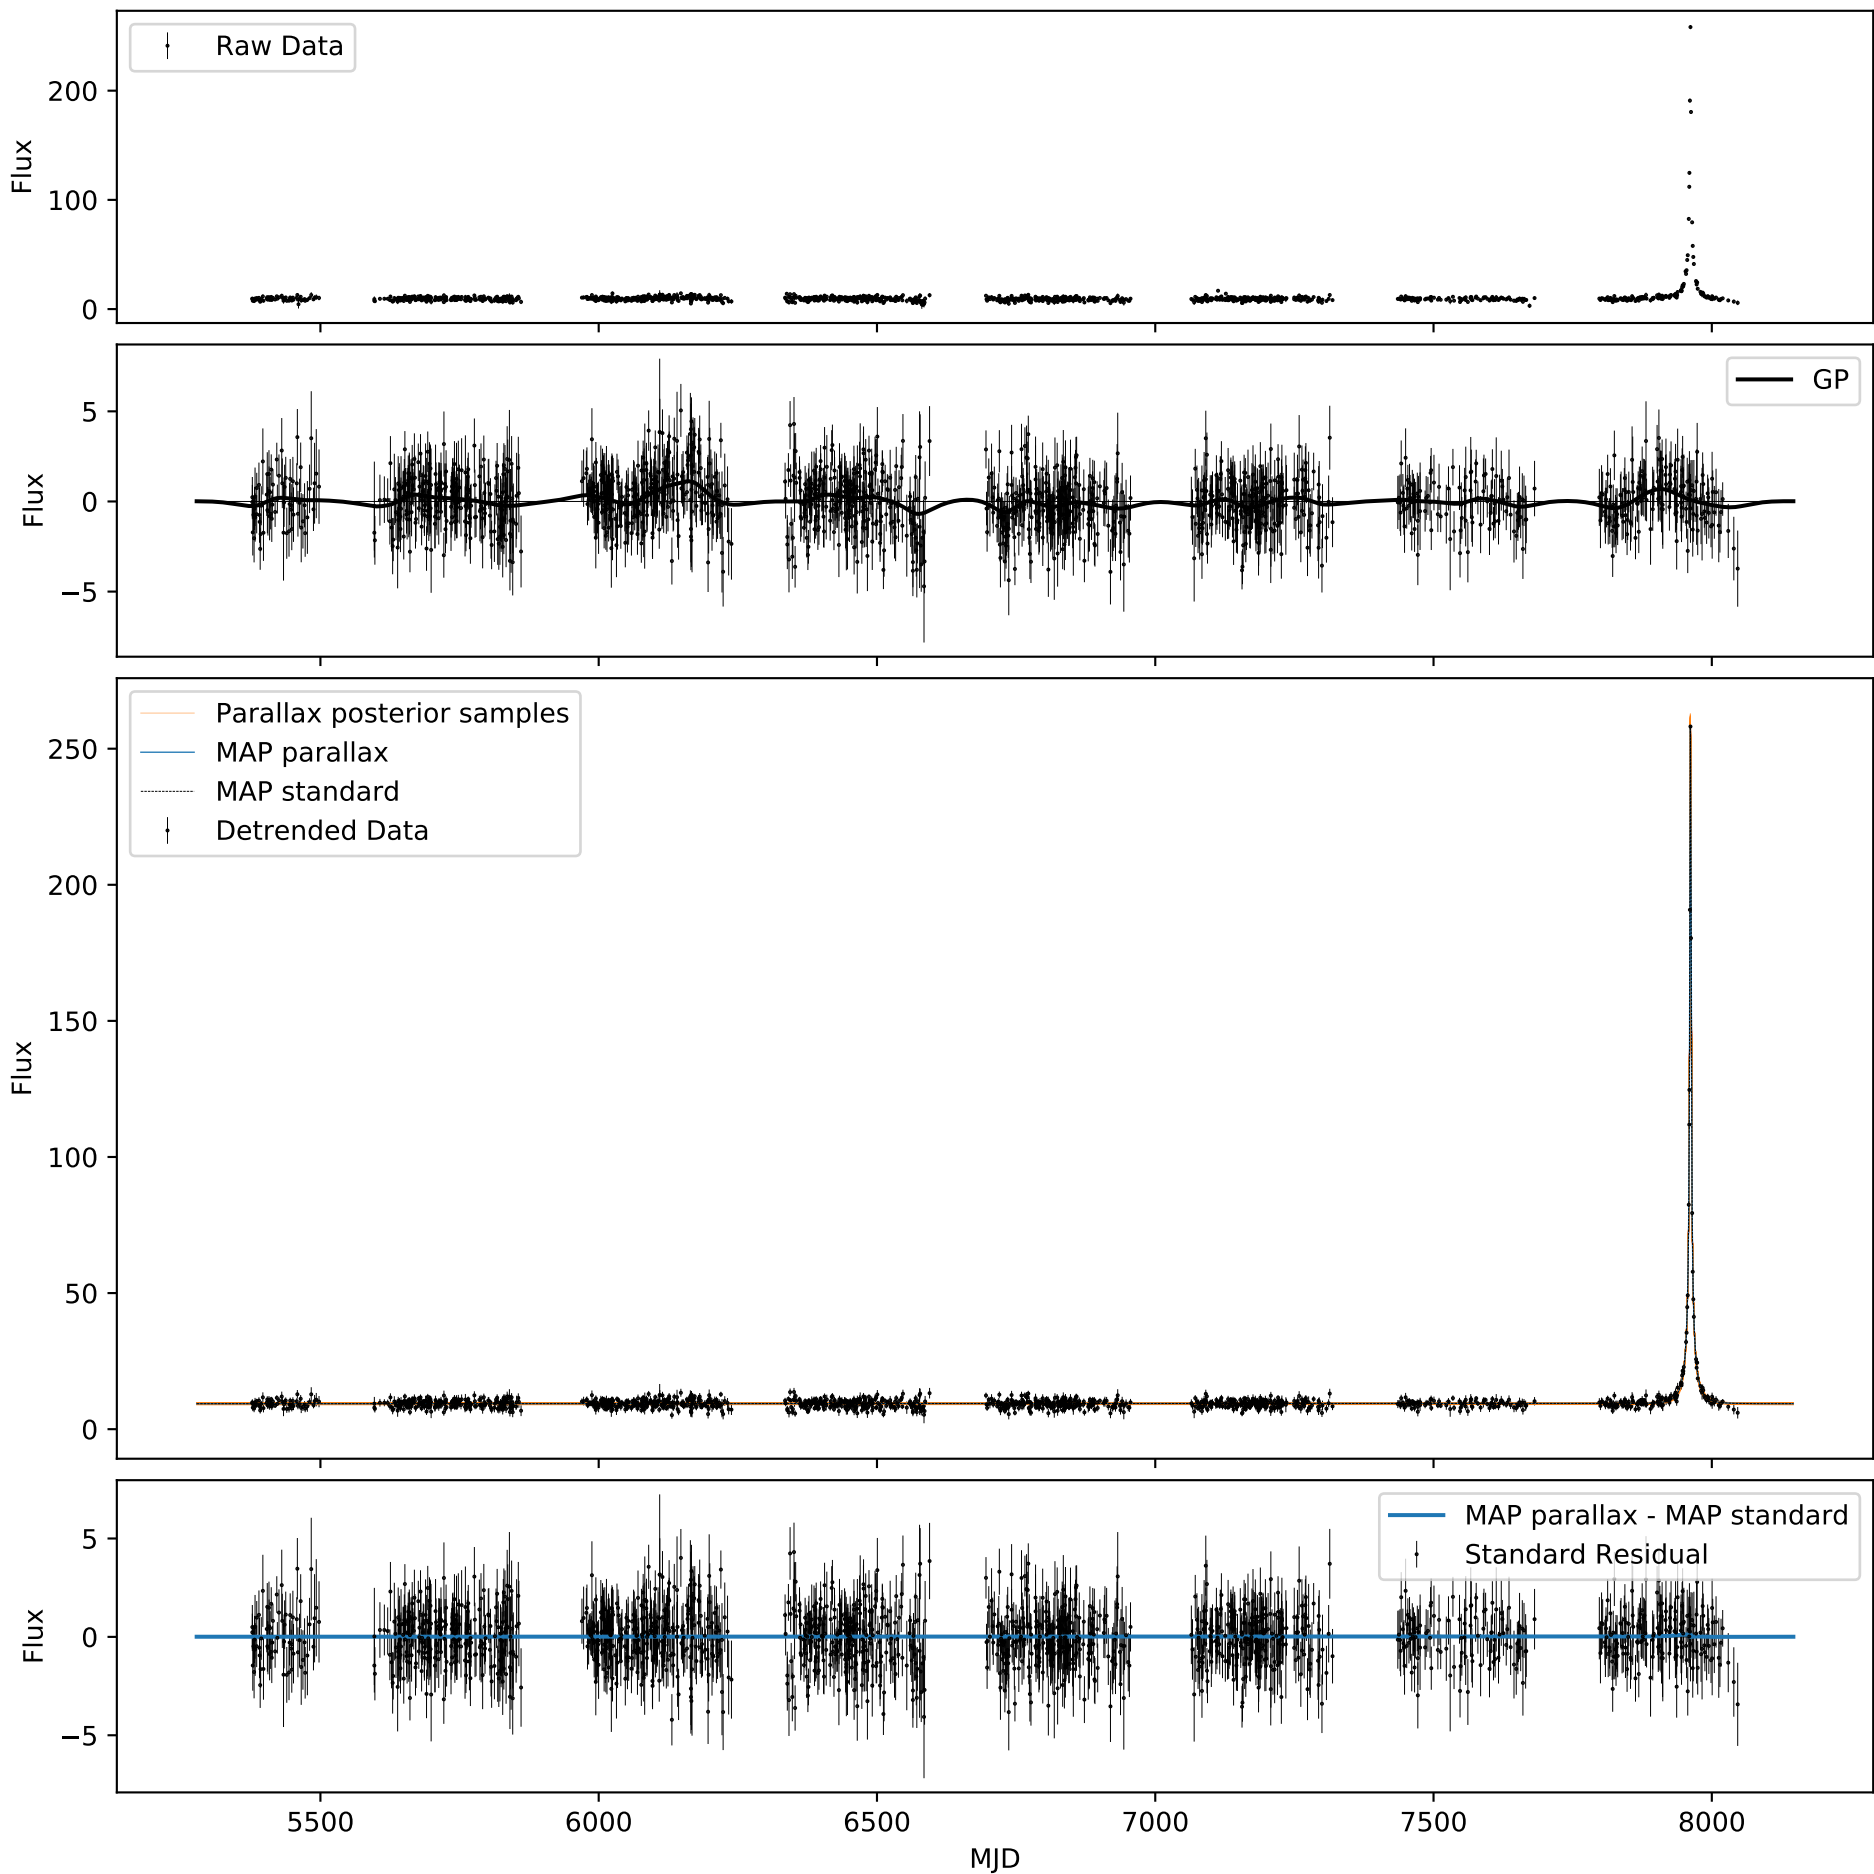 Raw Data
200
100
0
Flux
GP
5
0
−5
Flux
Parallax posterior samples
MAP parallax
MAP standard
Detrended Data
250
200
150
100
50
0
Flux
MAP parallax - MAP standard
Standard Residual
5
0
−5
Flux
5500 6000 6500 7000 7500 8000
MJD